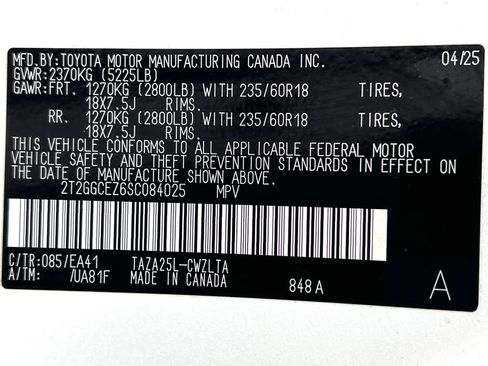 MFD.BY:TOYOTA MOTOR MANUFACTURING CANADA INC. 04/25
GVWR:2370KG (5225LB)
GAWR:FRT. 1270KG (2800LB) WITH 235/60R18 TIRES,
18X7.5J RIMS.
RR. 1270KG (2800LB) WITH 235/60R18 TIRES,
18X7.5J RIMS.
THIS VEHICLE CONFORMS TO ALL APPLICABLE FEDERAL MOTOR
VEHICLE SAFETY AND THEFT PREVENTION STANDARDS IN EFFECT ON
THE DATE OF MANUFACTURE SHOWN ABOVE.
2T2GGCEZ6SC084025 MPV
C/TR:085/EA41 TAZA25L-CWZLTA
A/TM: /UA81F MADE IN CANADA 848A A